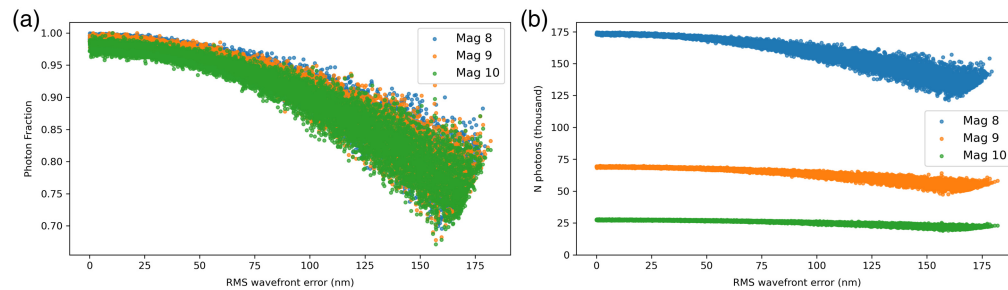 (a)
Photon Fraction
1.00
0.95
0.90
0.85
0.80
0.75
0.70
0 25 50 75 100 125 150 175
RMS wavefront error (nm)
Mag 8
Mag 9
Mag 10
(b)
N photons (thousand)
175
150
125
100
75
50
25
0
0 25 50 75 100 125 150 175
RMS wavefront error (nm)
Mag 8
Mag 9
Mag 10